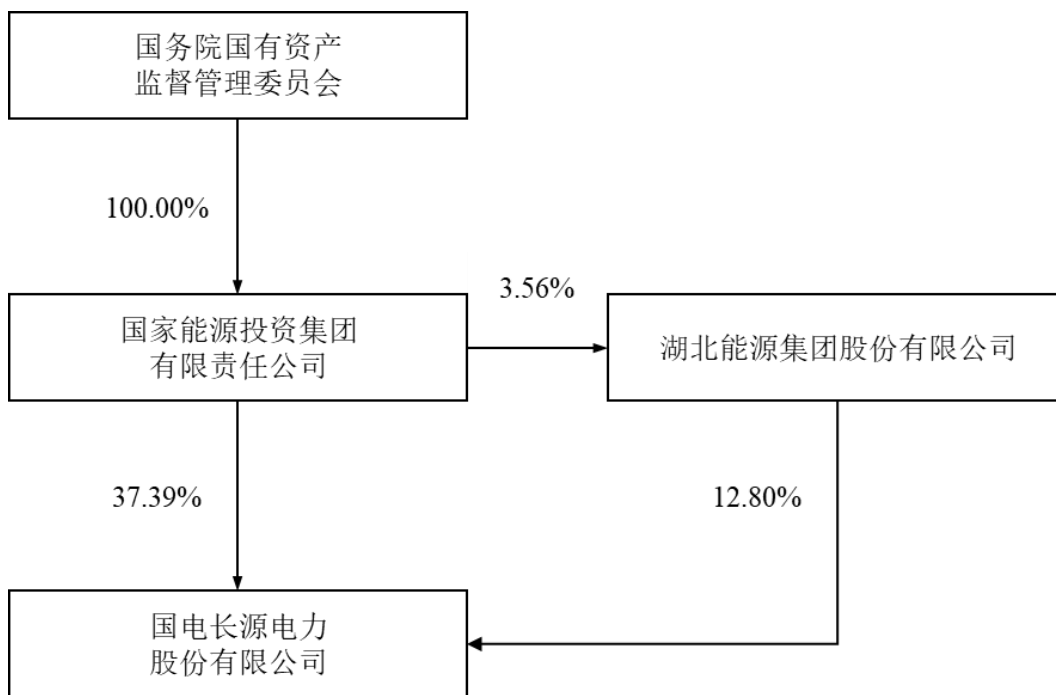 国务院国有资产
监督管理委员会
100.00%
3.56%
国家能源投资集团
有限责任公司
湖北能源集团股份有限公司
37.39%
12.80%
国电长源电力
股份有限公司